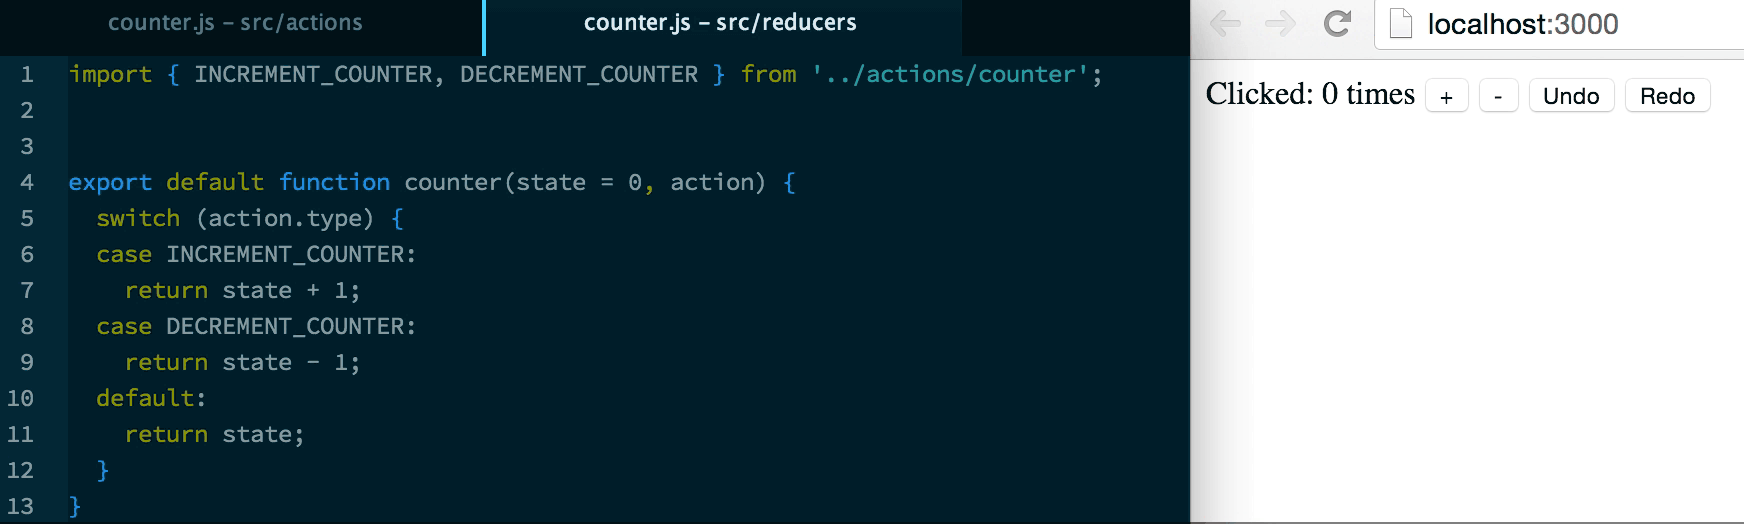 counter.js – src/actions
counter.js – src/reducers
1 import { INCREMENT_COUNTER, DECREMENT_COUNTER } from '../actions/counter';
2
3
4 export default function counter(state = 0, action) {
5   switch (action.type) {
6   case INCREMENT_COUNTER:
7     return state + 1;
8   case DECREMENT_COUNTER:
9     return state - 1;
10   default:
11     return state;
12   }
13 }
localhost:3000
Clicked: 0 times + - Undo Redo